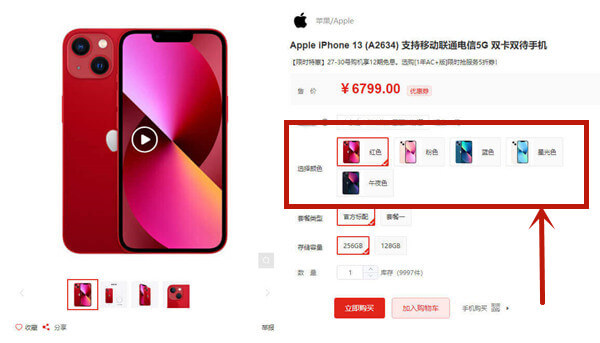 苹果/Apple
Apple iPhone 13 (A2634) 支持移动联通电信5G 双卡双待手机
【限时特惠】27-30号购机享12期免息，选购[1年AC+版]限时抢服务5折券!
售 价
￥6799.00
优惠券
选择颜色
红色
粉色
蓝色
星光色
午夜色
套餐类型
官方标配
套餐一
存储容量
256GB
128GB
数 量
1
库存（9997件）
立即购买
加入购物车
手机购买
收藏
分享
举报